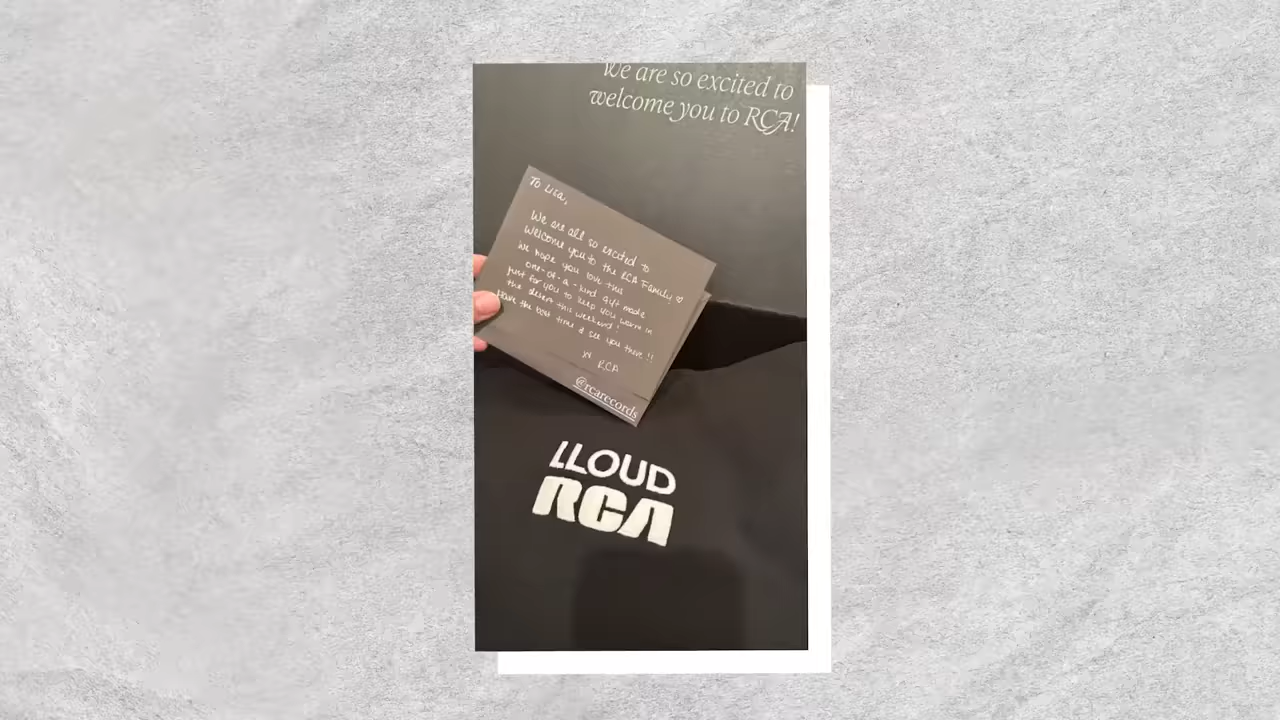 We are so excited to
welcome you to RCA!
To Lisa,
We are all so excited to
Welcome you to the RCA Family ♡
We hope you love this
one-of-a-kind gift made
just for you to keep you warm in
the desert this weekend!
Have the best time & see you there!!
xx RCA
@rcarecords
LLOUD
RCA